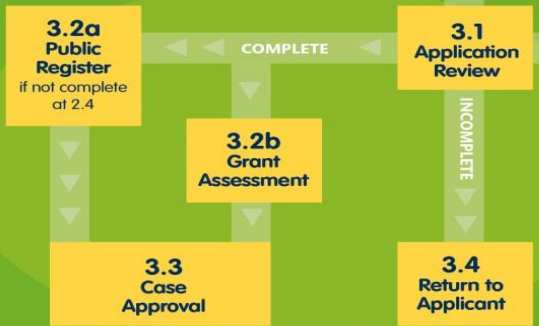 3.2a
Public
Register
if not complete
at 2.4
COMPLETE
3.1
Application
Review
INCOMPLETE
3.2b
Grant
Assessment
3.3
Case
Approval
3.4
Return to
Applicant